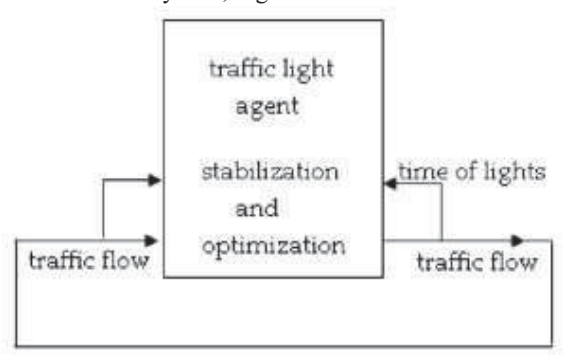 traffic light
agent
stabilization
and
optimization
time of lights
traffic flow
traffic flow